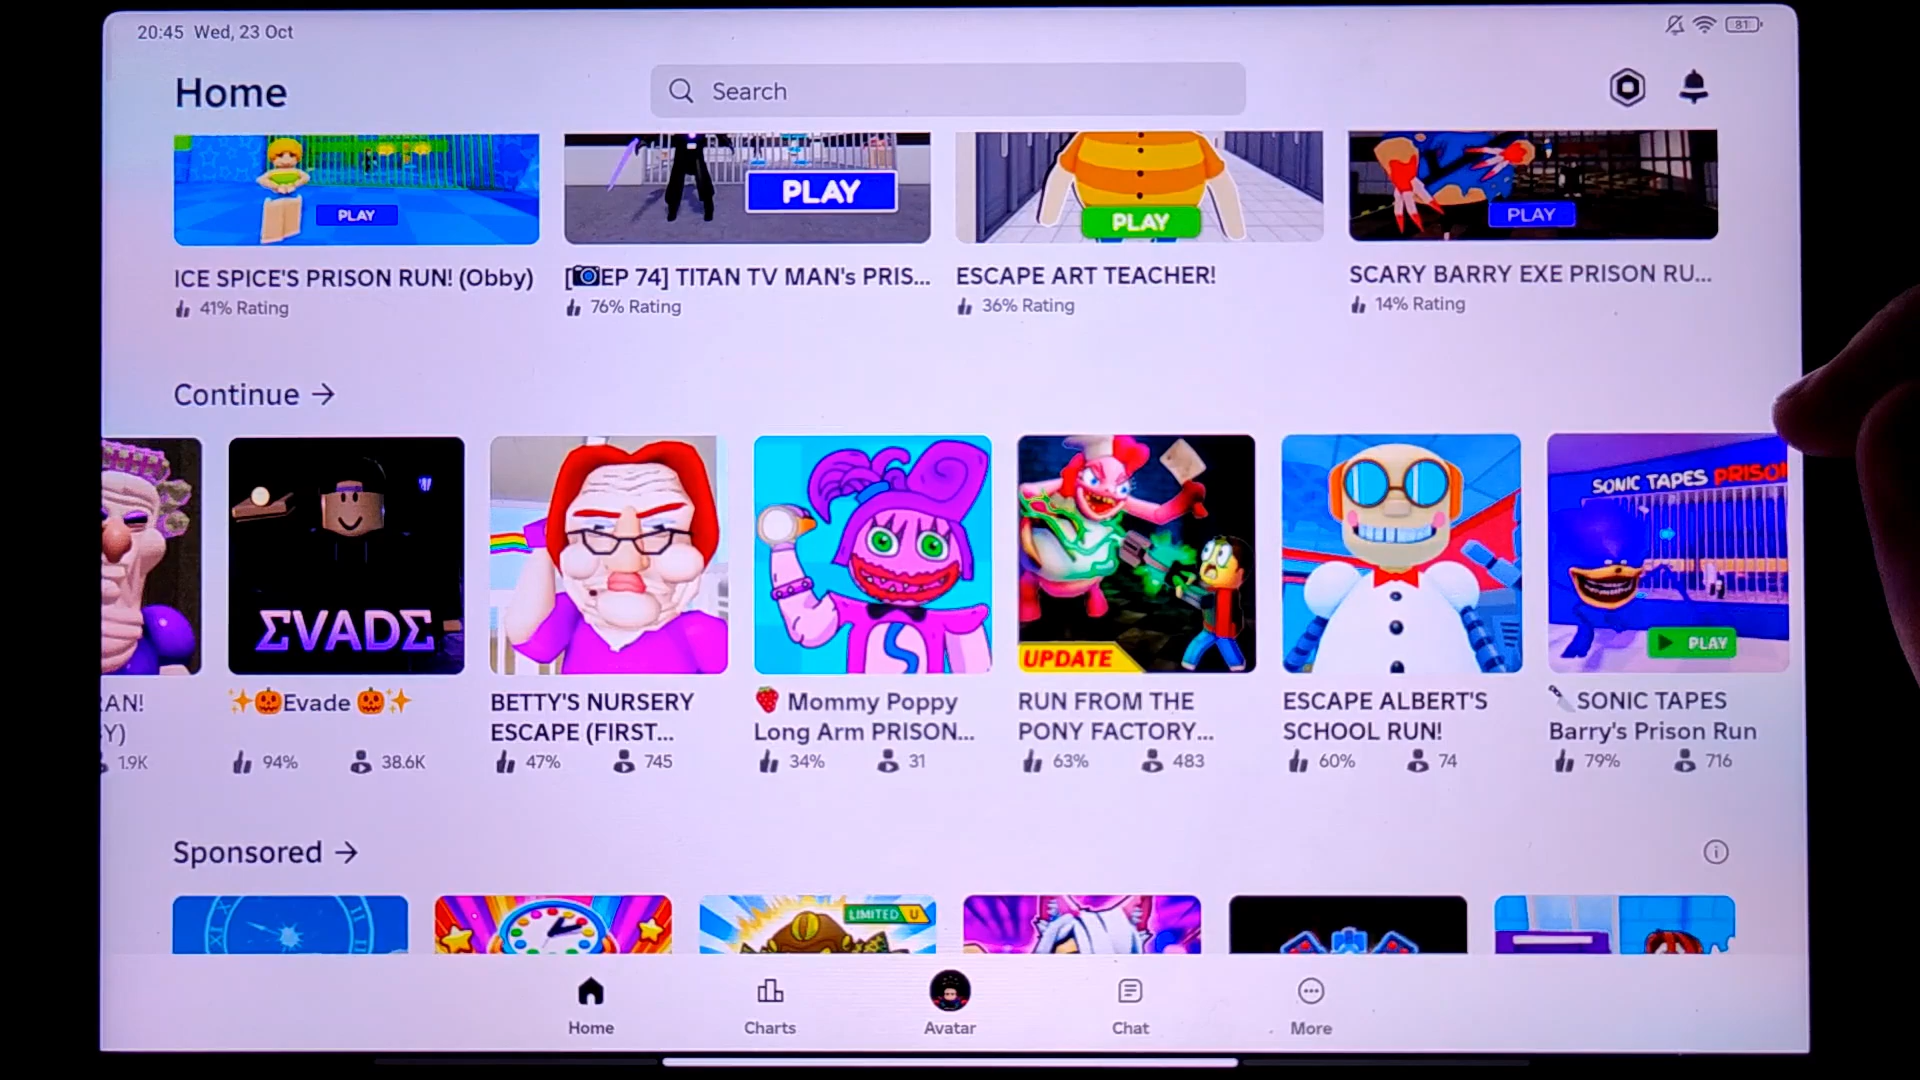 20:45 Wed, 23 Oct
81
Home
Search
PLAY
PLAY
PLAY
PLAY
ICE SPICE'S PRISON RUN! (Obby)
[📷EP 74] TITAN TV MAN's PRIS...
ESCAPE ART TEACHER!
SCARY BARRY EXE PRISON RU...
41% Rating
76% Rating
36% Rating
14% Rating
Continue →
EVADE
UPDATE
SONIC TAPES PRISON
PLAY
AN!
Y)
1.9K
✨🎃Evade 🎃✨
94%
38.6K
BETTY'S NURSERY
ESCAPE (FIRST...
47%
745
🍓 Mommy Poppy
Long Arm PRISON...
34%
31
RUN FROM THE
PONY FACTORY...
63%
483
ESCAPE ALBERT'S
SCHOOL RUN!
60%
74
🔪SONIC TAPES
Barry's Prison Run
79%
716
Sponsored →
LIMITED U
Home
Charts
Avatar
Chat
More